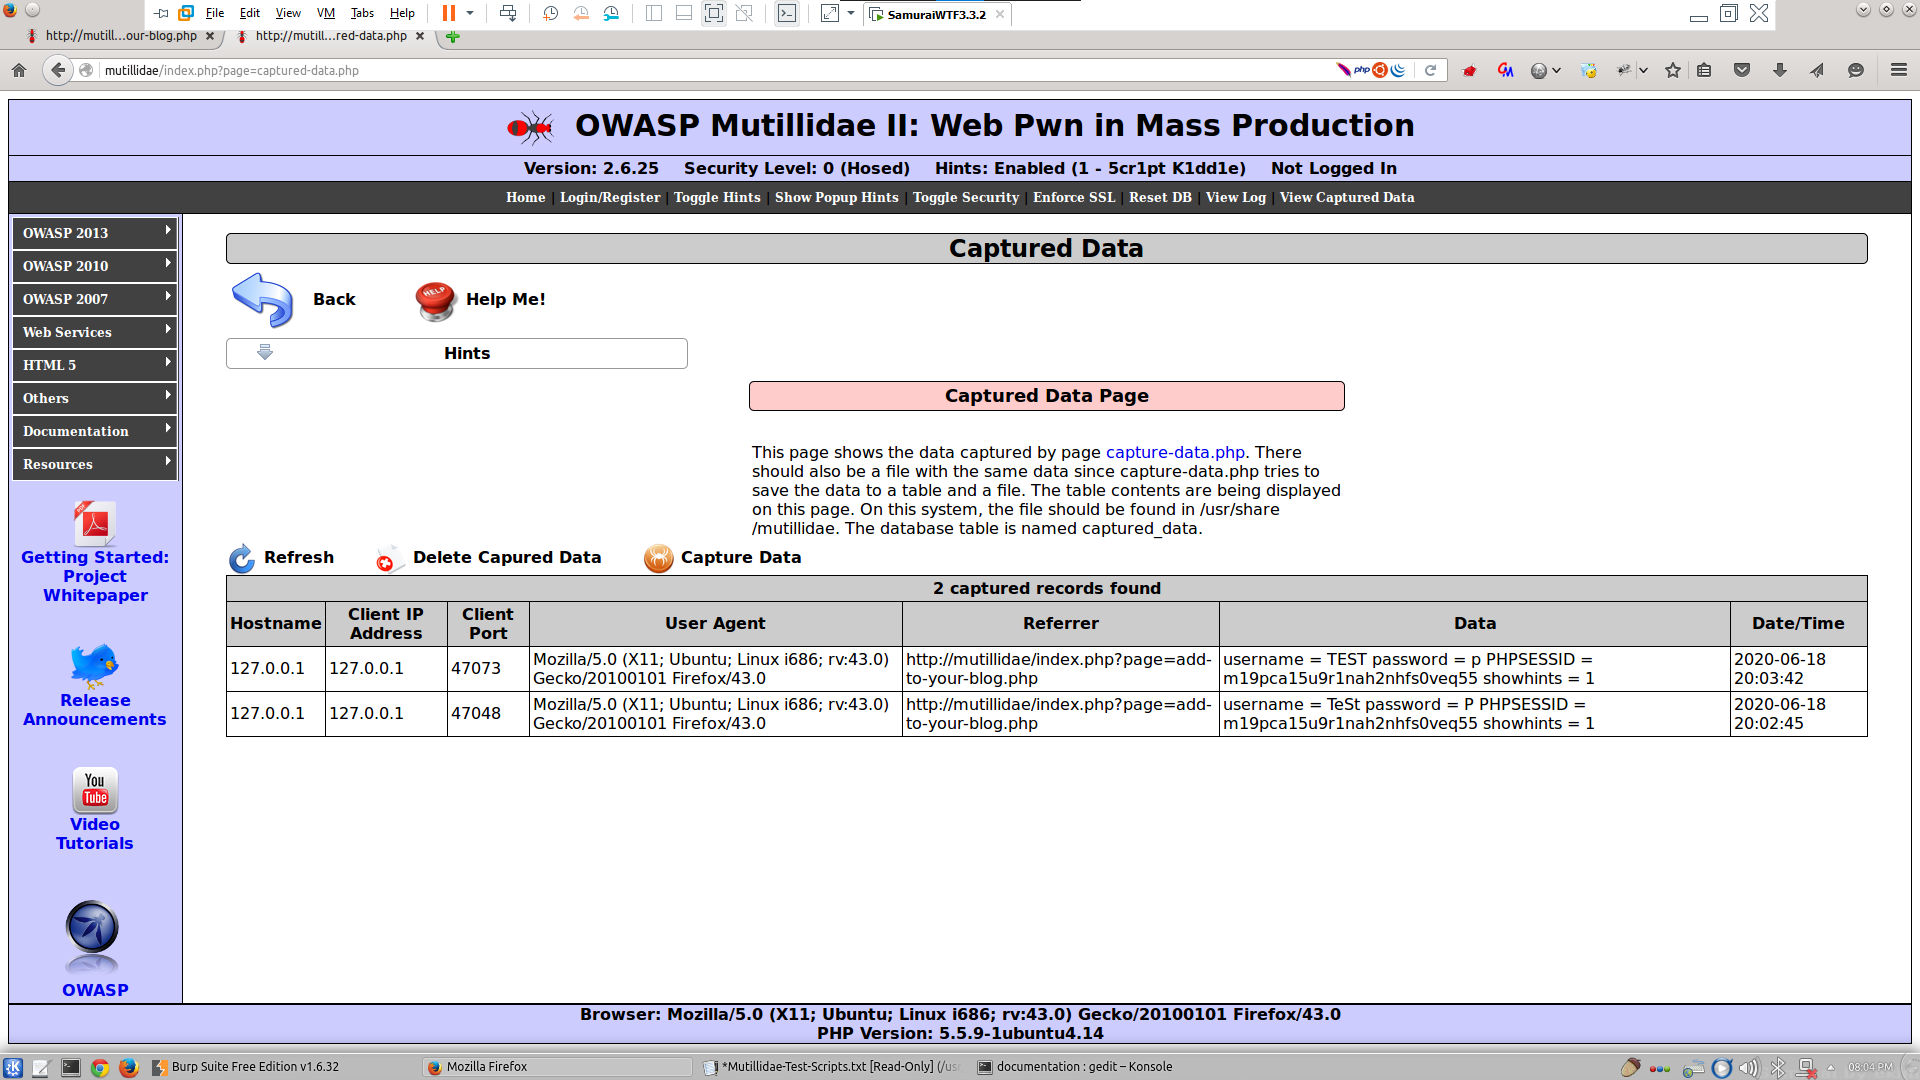 File Edit View VM Tabs Help
SamuraiWTF3.3.2
http://mutill...our-blog.php
http://mutill...red-data.php
mutillidae/index.php?page=captured-data.php
php
OWASP Mutillidae II: Web Pwn in Mass Production
Version: 2.6.25 Security Level: 0 (Hosed) Hints: Enabled (1 - 5cr1pt K1dd1e) Not Logged In
Home | Login/Register | Toggle Hints | Show Popup Hints | Toggle Security | Enforce SSL | Reset DB | View Log | View Captured Data
OWASP 2013
OWASP 2010
OWASP 2007
Web Services
HTML 5
Others
Documentation
Resources
Getting Started:
Project
Whitepaper
Release
Announcements
You
Tube
Video
Tutorials
OWASP
Captured Data
Back
HELP
Help Me!
Hints
Captured Data Page
This page shows the data captured by page capture-data.php. There
should also be a file with the same data since capture-data.php tries to
save the data to a table and a file. The table contents are being displayed
on this page. On this system, the file should be found in /usr/share
/mutillidae. The database table is named captured_data.
Refresh Delete Capured Data Capture Data
2 captured records found
Hostname Client IP Address Client Port User Agent Referrer Data Date/Time
127.0.0.1 127.0.0.1 47073 Mozilla/5.0 (X11; Ubuntu; Linux i686; rv:43.0) http://mutillidae/index.php?page=add- username = TEST password = p PHPSESSID = 2020-06-18
Gecko/20100101 Firefox/43.0 to-your-blog.php m19pca15u9r1nah2nhfs0veq55 showhints = 1 20:03:42
127.0.0.1 127.0.0.1 47048 Mozilla/5.0 (X11; Ubuntu; Linux i686; rv:43.0) http://mutillidae/index.php?page=add- username = TeSt password = P PHPSESSID = 2020-06-18
Gecko/20100101 Firefox/43.0 to-your-blog.php m19pca15u9r1nah2nhfs0veq55 showhints = 1 20:02:45
Browser: Mozilla/5.0 (X11; Ubuntu; Linux i686; rv:43.0) Gecko/20100101 Firefox/43.0
PHP Version: 5.5.9-1ubuntu4.14
Burp Suite Free Edition v1.6.32
Mozilla Firefox
*Mutillidae-Test-Scripts.txt [Read-Only] (/us
documentation : gedit – Konsole
08:04 PM